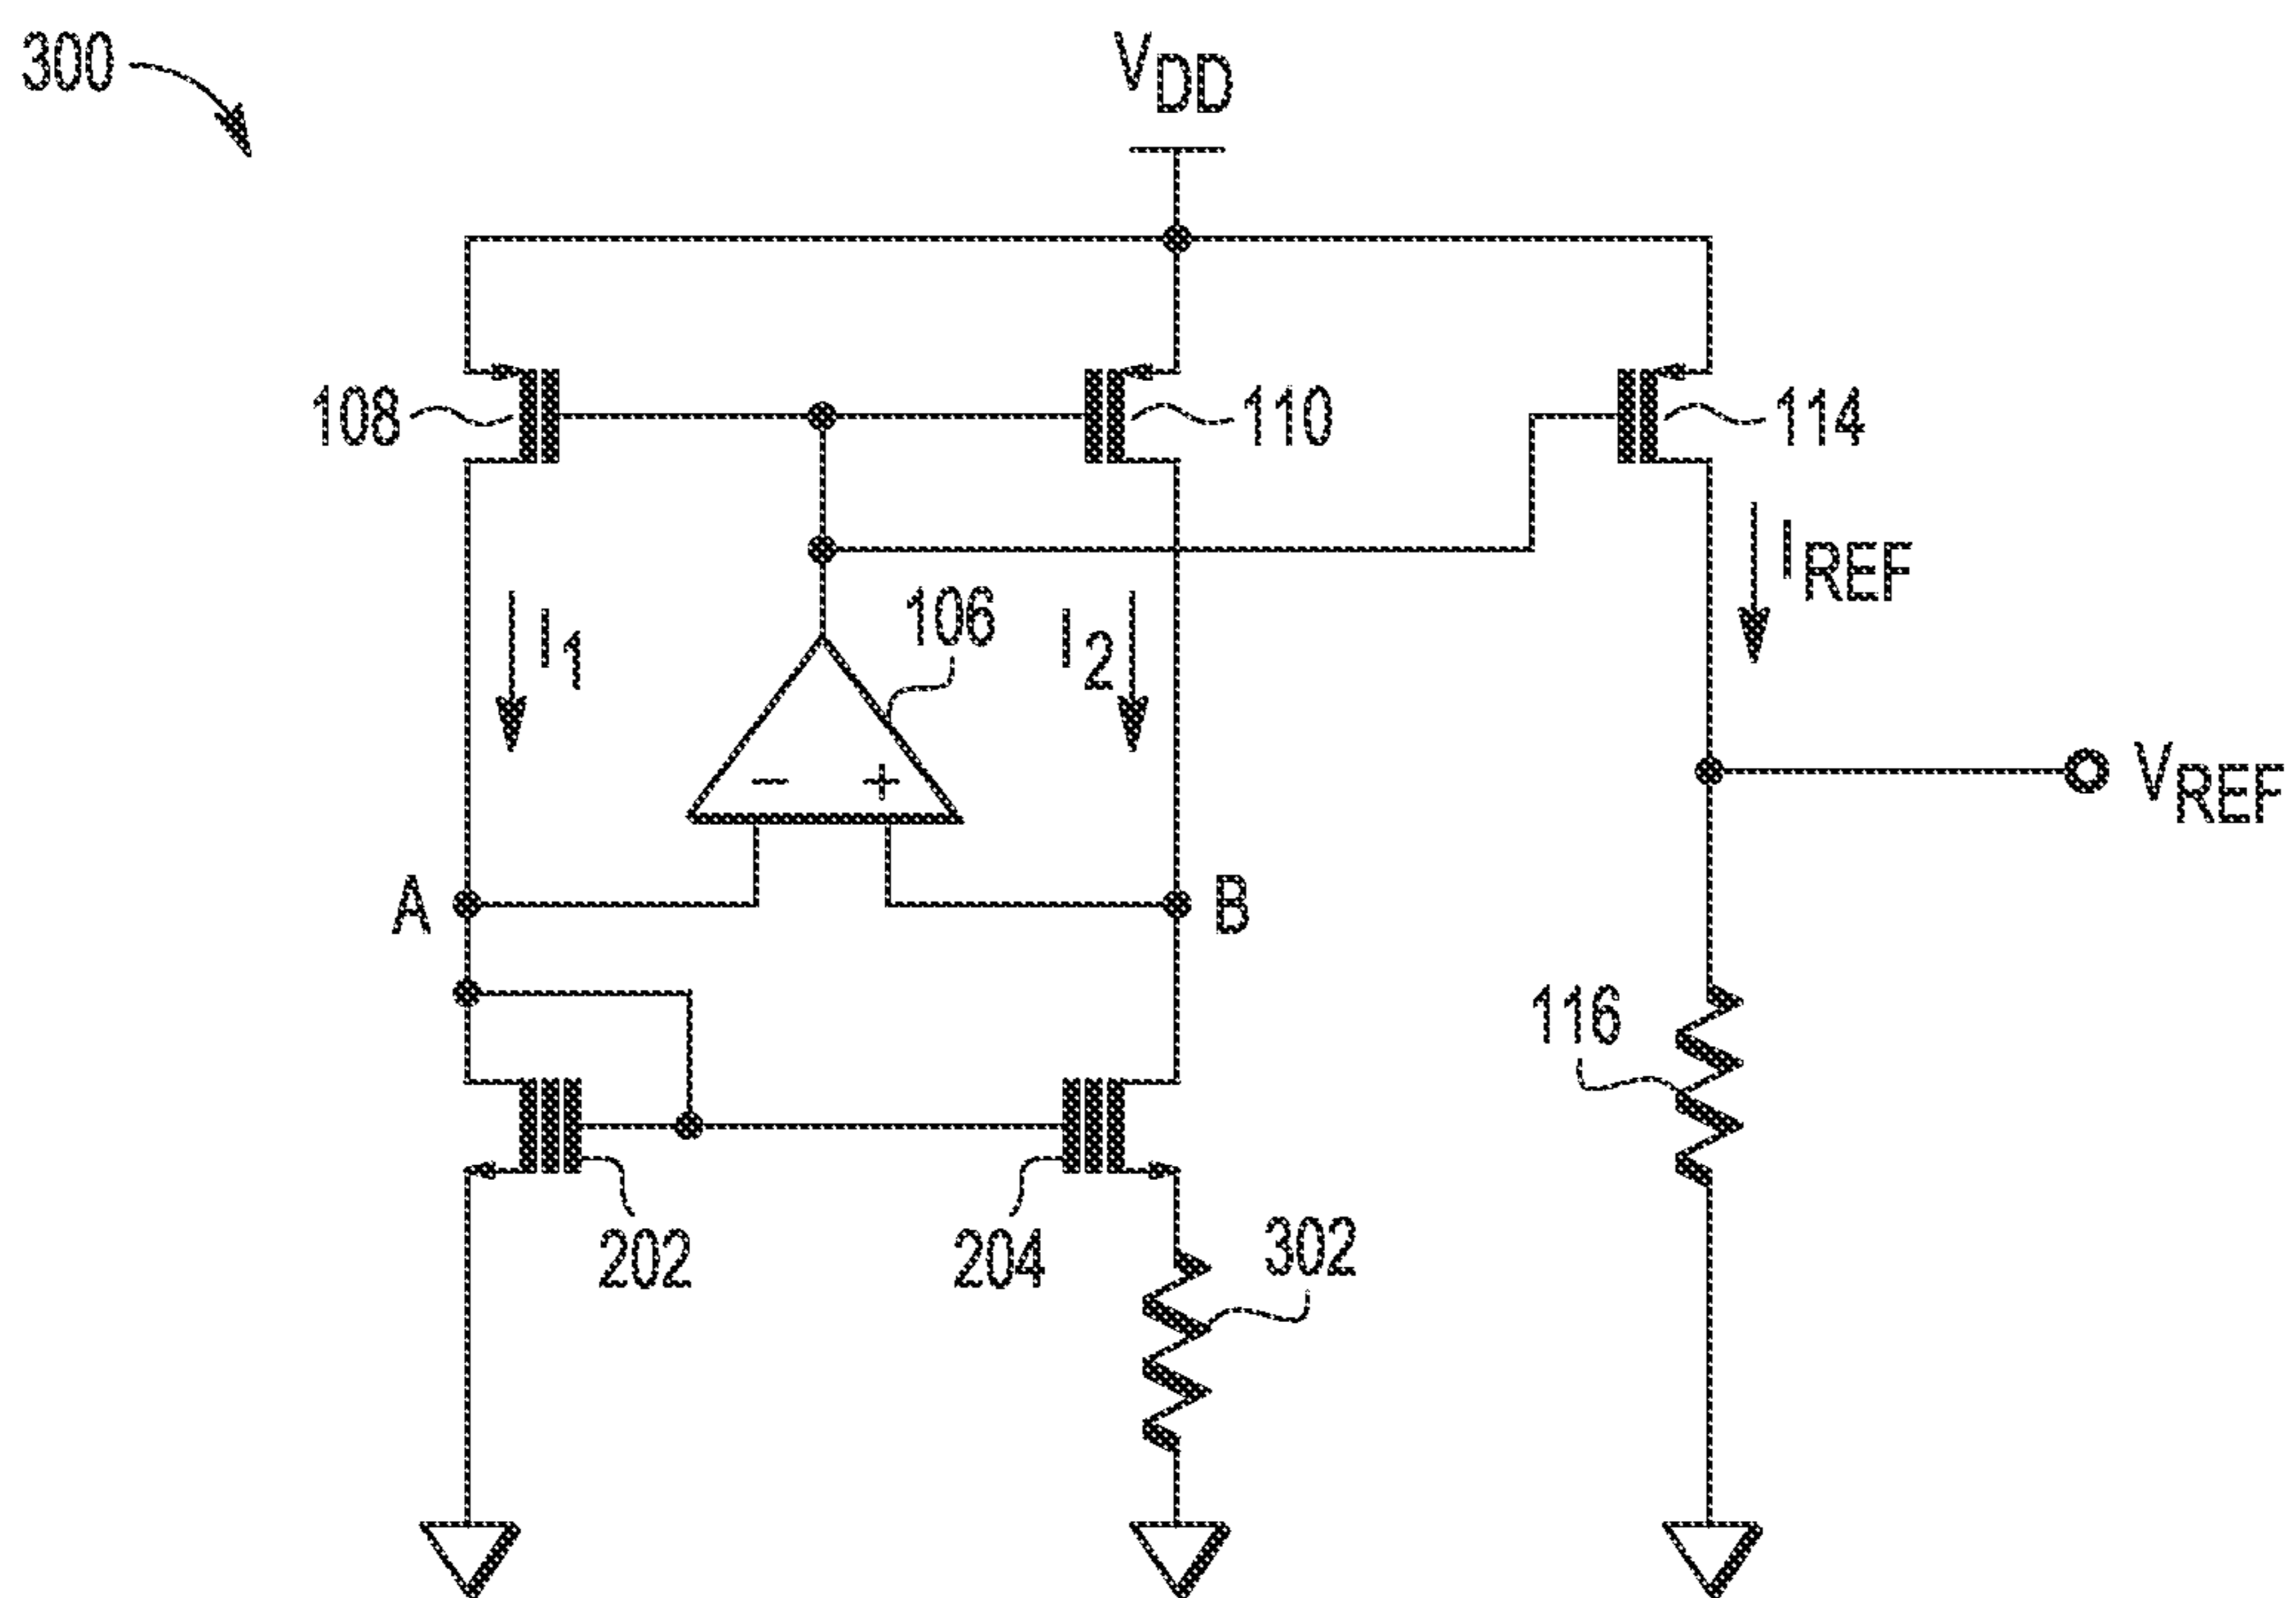 300
VDD
108
110
114
IREF
106
I1
I2
- +
VREF
A
B
116
202
204
302